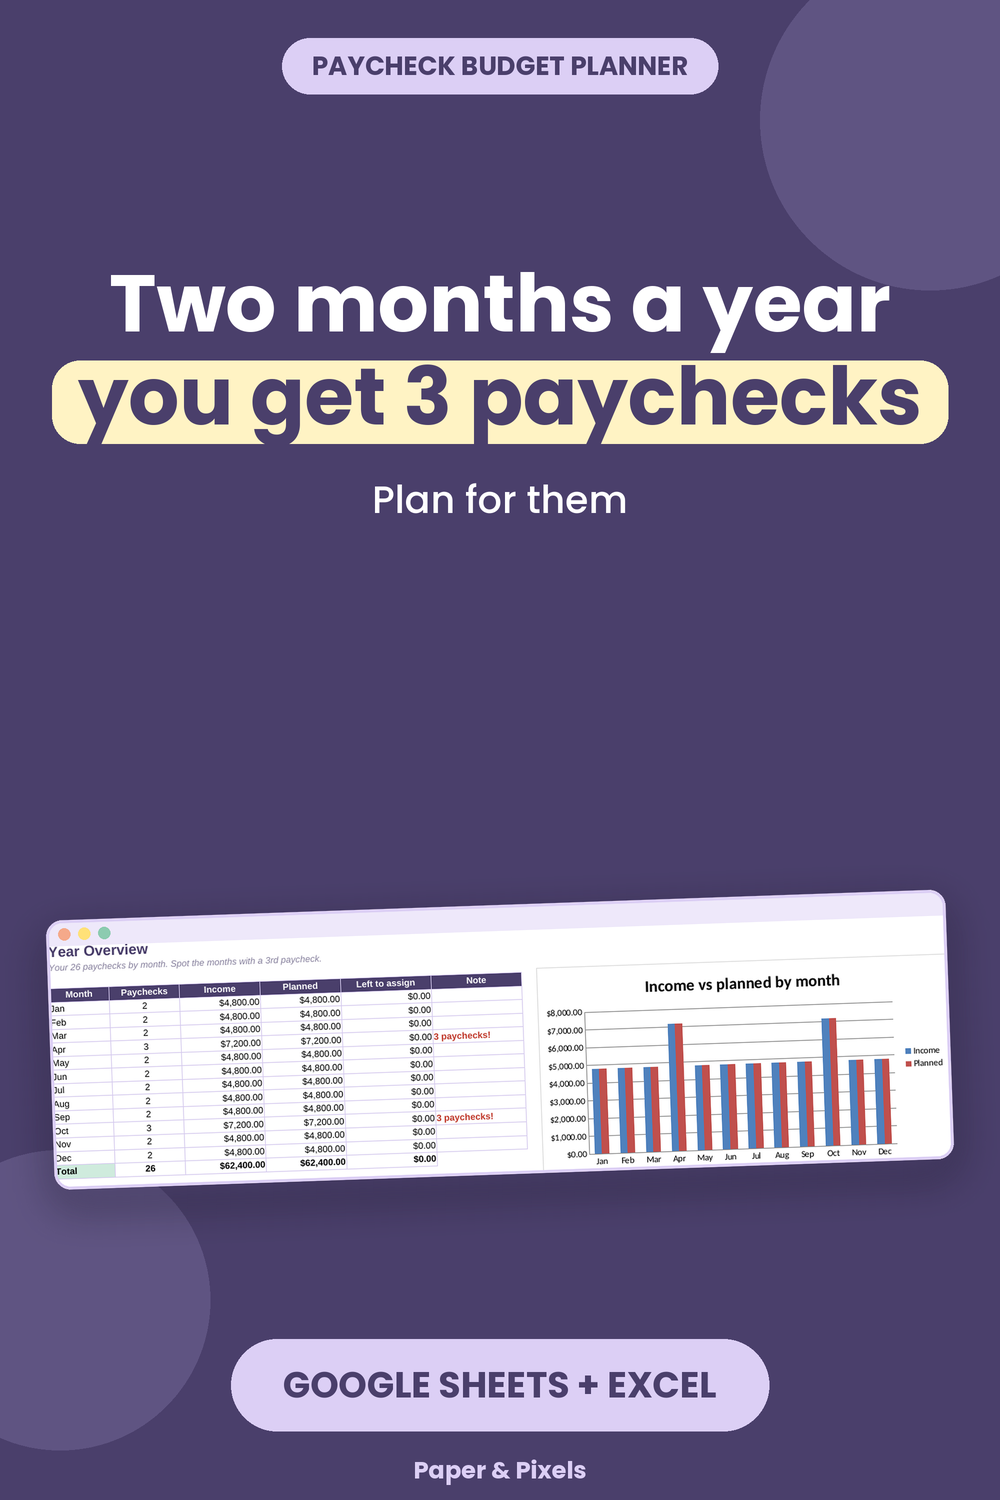 PAYCHECK BUDGET PLANNER
Two months a year
you get 3 paychecks
Plan for them
Year Overview
Your 26 paychecks by month. Spot the months with a 3rd paycheck.
Month Paychecks Income Planned Left to assign Note
Jan 2 $4,800.00 $4,800.00 $0.00
Feb 2 $4,800.00 $4,800.00 $0.00
Mar 2 $4,800.00 $4,800.00 $0.00
Apr 3 $7,200.00 $7,200.00 $0.00 3 paychecks!
May 2 $4,800.00 $4,800.00 $0.00
Jun 2 $4,800.00 $4,800.00 $0.00
Jul 2 $4,800.00 $4,800.00 $0.00
Aug 2 $4,800.00 $4,800.00 $0.00
Sep 2 $4,800.00 $4,800.00 $0.00
Oct 3 $7,200.00 $7,200.00 $0.00 3 paychecks!
Nov 2 $4,800.00 $4,800.00 $0.00
Dec 2 $4,800.00 $4,800.00 $0.00
Total 26 $62,400.00 $62,400.00 $0.00
Income vs planned by month
$8,000.00
$7,000.00
$6,000.00
$5,000.00
$4,000.00
$3,000.00
$2,000.00
$1,000.00
$0.00
Jan Feb Mar Apr May Jun Jul Aug Sep Oct Nov Dec
Income
Planned
GOOGLE SHEETS + EXCEL
Paper & Pixels